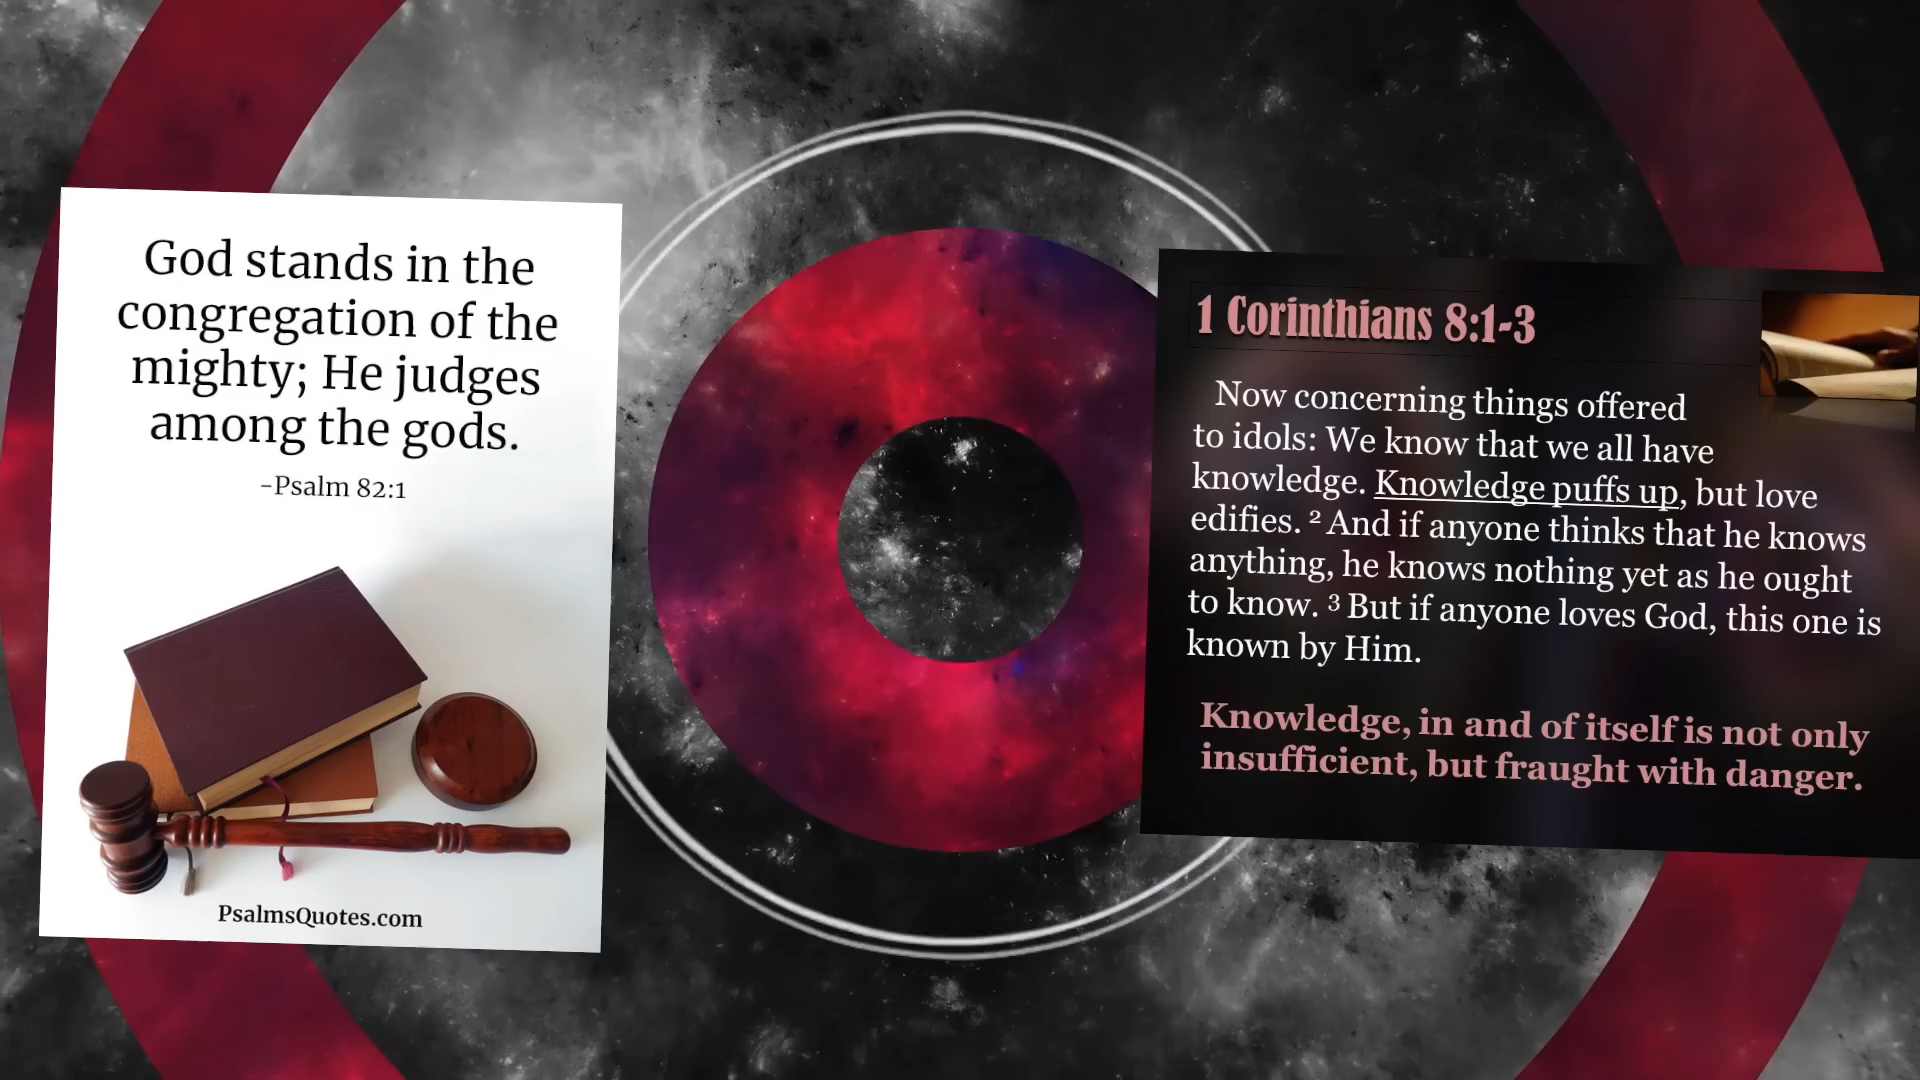 God stands in the
congregation of the
mighty; He judges
among the gods.
-Psalm 82:1
PsalmsQuotes.com
1 Corinthians 8:1-3
Now concerning things offered
to idols: We know that we all have
knowledge. Knowledge puffs up, but love
edifies. ² And if anyone thinks that he knows
anything, he knows nothing yet as he ought
to know. ³ But if anyone loves God, this one is
known by Him.
Knowledge, in and of itself is not only
insufficient, but fraught with danger.